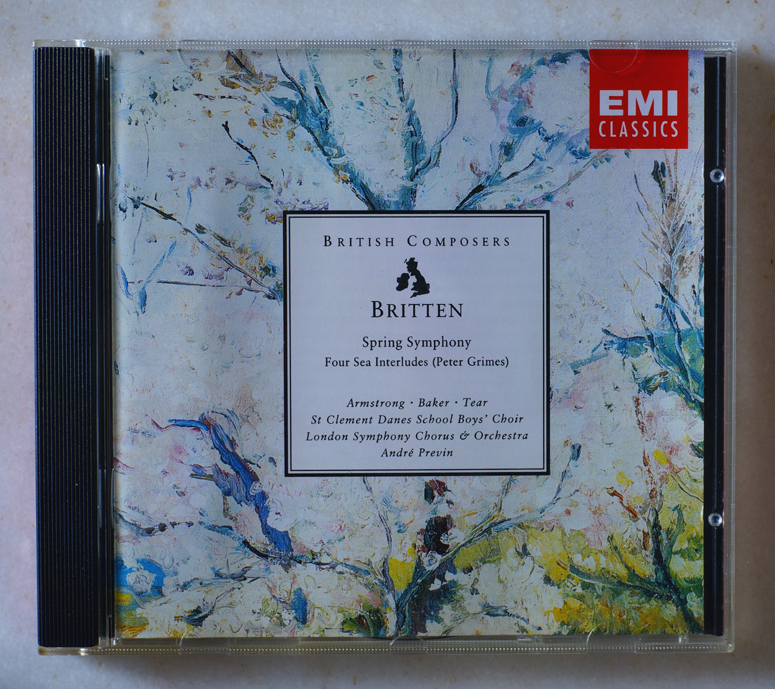 EMI
CLASSICS
BRITISH COMPOSERS
BRITTEN
Spring Symphony
Four Sea Interludes (Peter Grimes)
Armstrong · Baker · Tear
St Clement Danes School Boys' Choir
London Symphony Chorus & Orchestra
André Previn